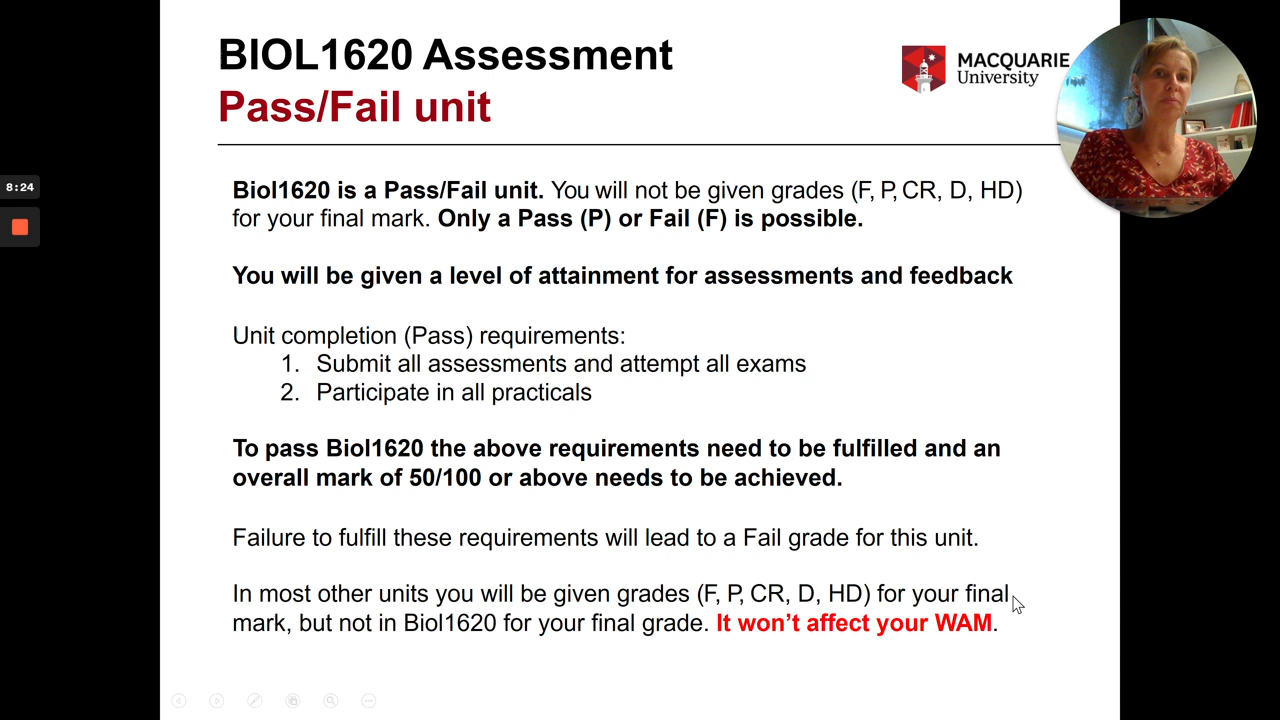 BIOL1620 Assessment
Pass/Fail unit
MACQUARIE
University
8:24
Biol1620 is a Pass/Fail unit. You will not be given grades (F, P, CR, D, HD)
for your final mark. Only a Pass (P) or Fail (F) is possible.
You will be given a level of attainment for assessments and feedback
Unit completion (Pass) requirements:
1. Submit all assessments and attempt all exams
2. Participate in all practicals
To pass Biol1620 the above requirements need to be fulfilled and an
overall mark of 50/100 or above needs to be achieved.
Failure to fulfill these requirements will lead to a Fail grade for this unit.
In most other units you will be given grades (F, P, CR, D, HD) for your final
mark, but not in Biol1620 for your final grade. It won’t affect your WAM.